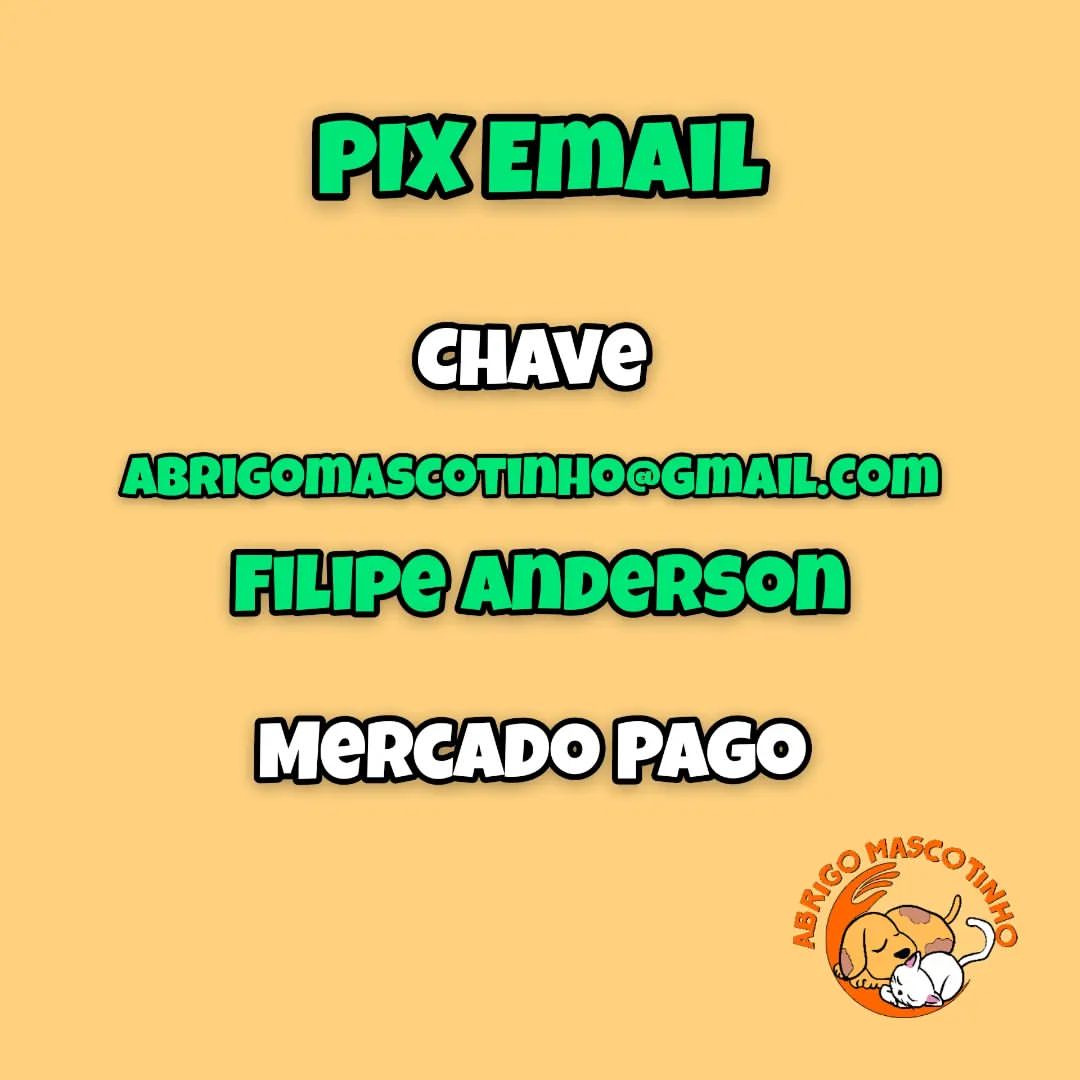 PIX EMAIL
CHAVE
ABRIGOMASCOTINHO@GMAIL.COM
FILIPE ANDERSON
MERCADO PAGO
ABRIGO MASCOTINHO